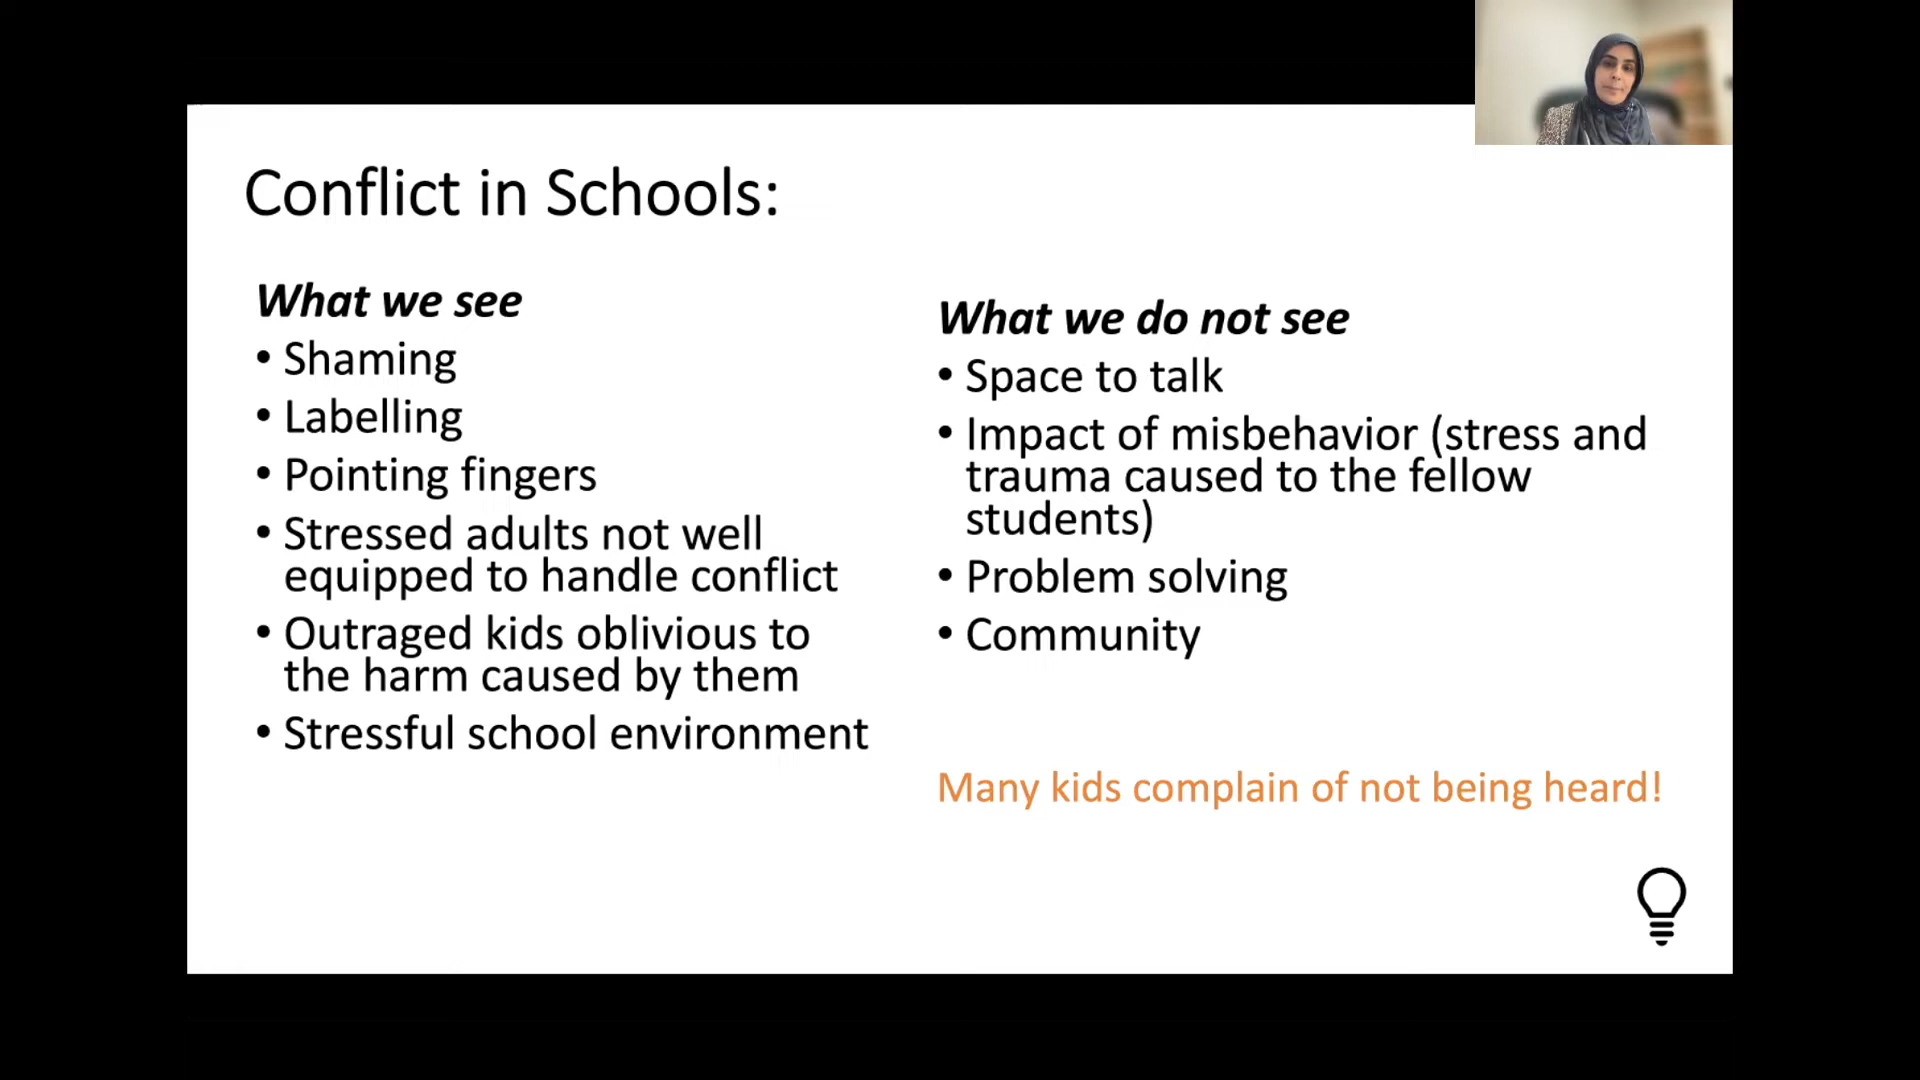 Conflict in Schools:
What we see
• Shaming
• Labelling
• Pointing fingers
• Stressed adults not well
equipped to handle conflict
• Outraged kids oblivious to
the harm caused by them
• Stressful school environment
What we do not see
• Space to talk
• Impact of misbehavior (stress and
trauma caused to the fellow
students)
• Problem solving
• Community
Many kids complain of not being heard!